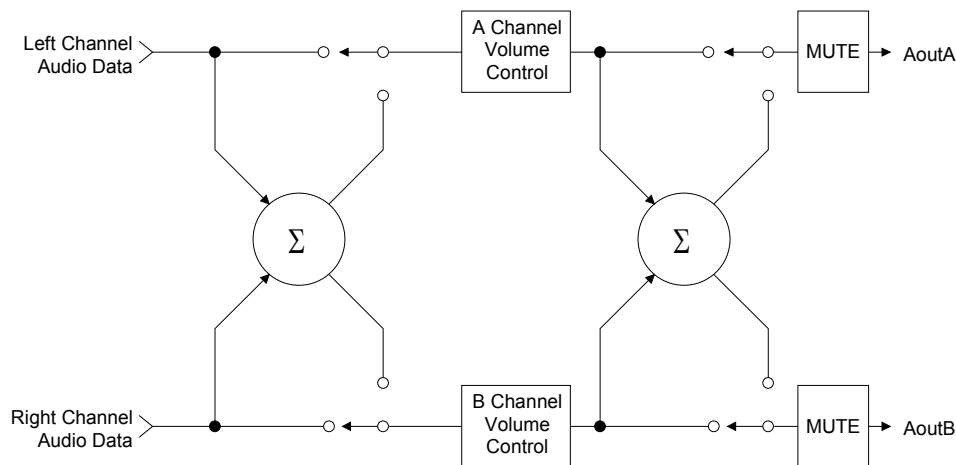 Left Channel
Audio Data
A Channel
Volume
Control
MUTE
AoutA
Σ
Σ
Right Channel
Audio Data
B Channel
Volume
Control
MUTE
AoutB